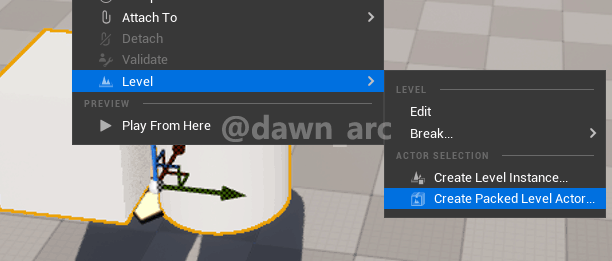 Attach To
Detach
Validate
Level
PREVIEW
Play From Here
@dawn_arc
LEVEL
Edit
Break...
ACTOR SELECTION
Create Level Instance...
Create Packed Level Actor...